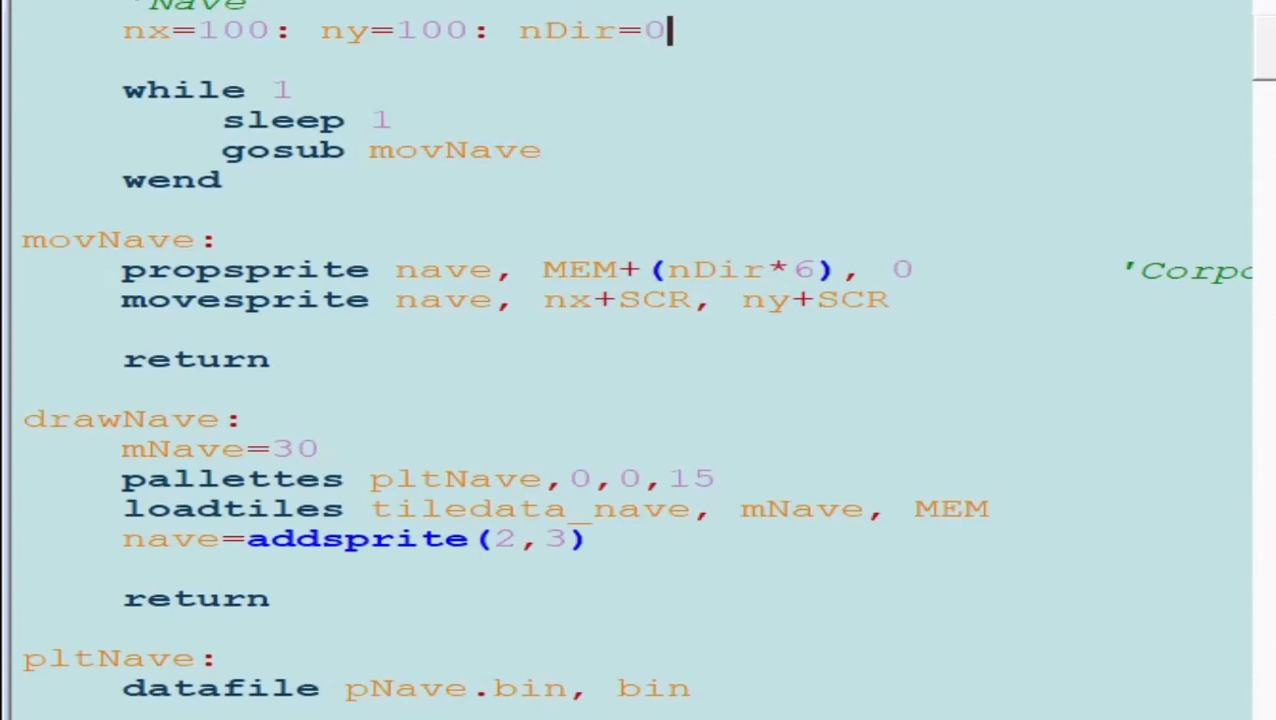 'Nave
nx=100: ny=100: nDir=0
while 1
sleep 1
gosub movNave
wend
movNave:
propsprite nave, MEM+(nDir*6), 0 'Corpo
movesprite nave, nx+SCR, ny+SCR
return
drawNave:
mNave=30
pallettes pltNave,0,0,15
loadtiles tiledata_nave, mNave, MEM
nave=addsprite(2,3)
return
pltNave:
datafile pNave.bin, bin